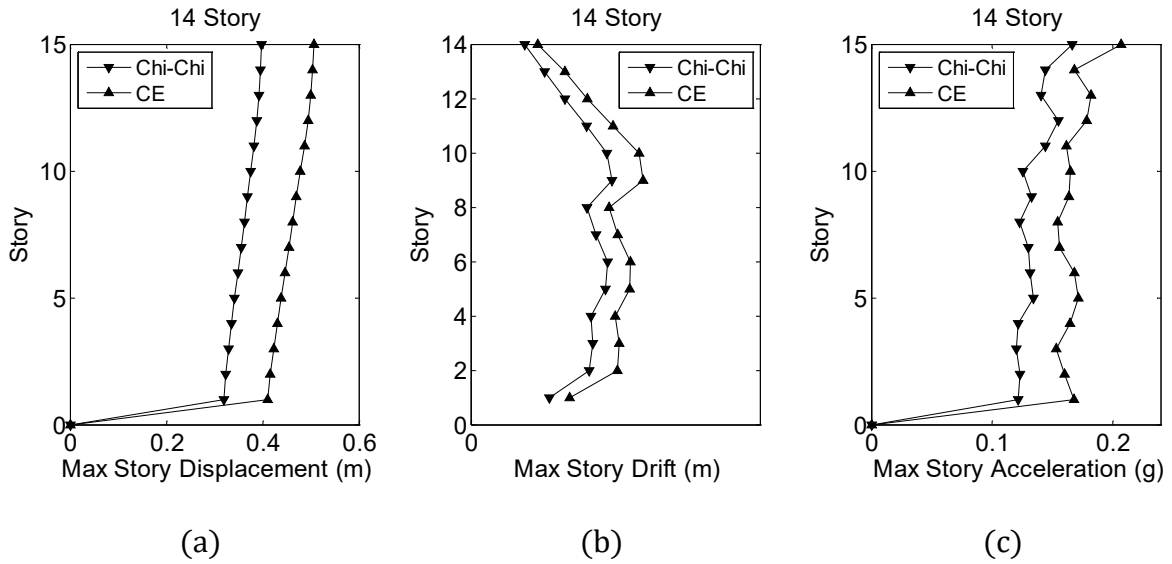 14 Story
15
10
5
0
Story
Chi-Chi
CE
0 0.2 0.4 0.6
Max Story Displacement (m)
(a)
14 Story
14
12
10
8
6
4
2
0
Story
Chi-Chi
CE
0
Max Story Drift (m)
(b)
14 Story
15
10
5
0
Story
Chi-Chi
CE
0 0.1 0.2
Max Story Acceleration (g)
(c)